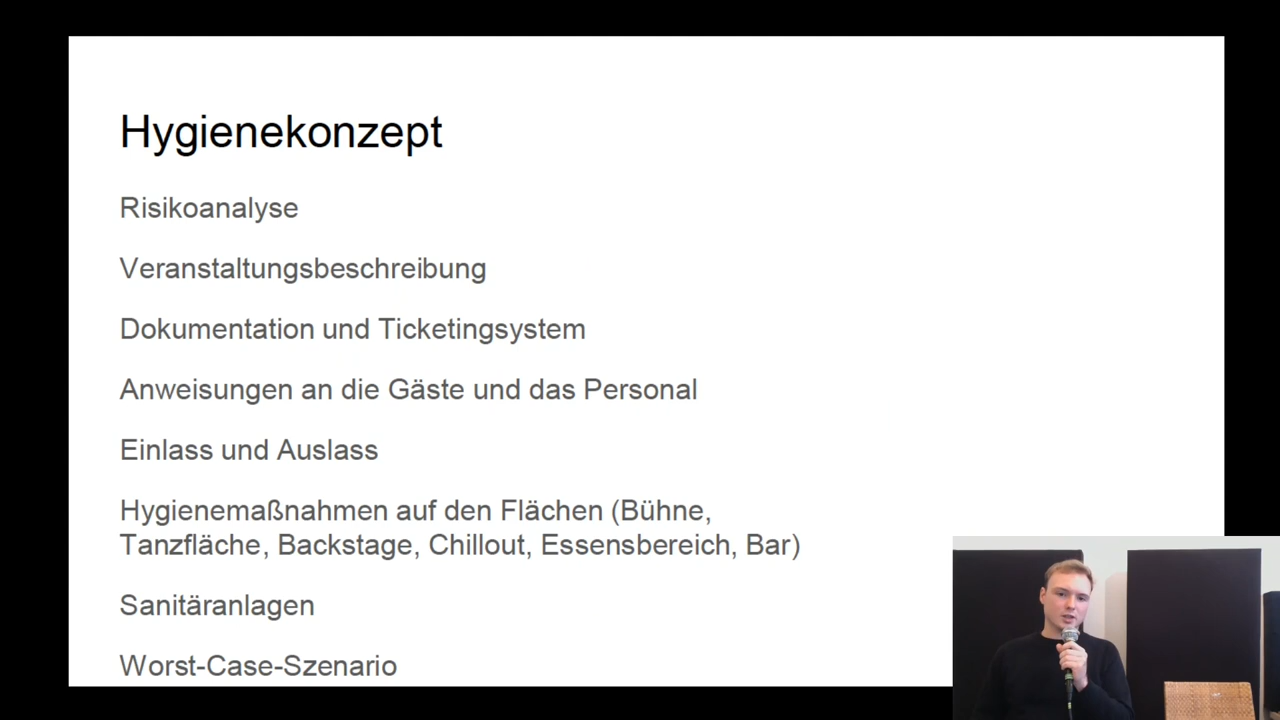 Hygienekonzept
Risikoanalyse
Veranstaltungsbeschreibung
Dokumentation und Ticketingsystem
Anweisungen an die Gäste und das Personal
Einlass und Auslass
Hygienemaßnahmen auf den Flächen (Bühne,
Tanzfläche, Backstage, Chillout, Essensbereich, Bar)
Sanitäranlagen
Worst-Case-Szenario